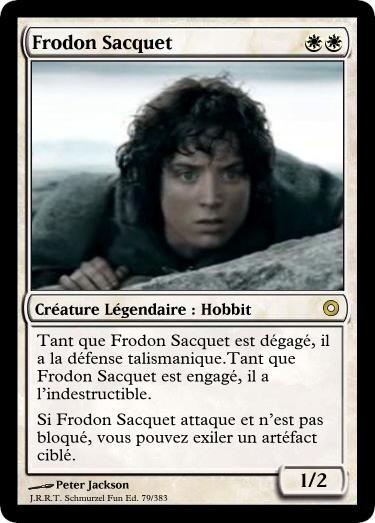 Frodon Sacquet
Créature Légendaire : Hobbit
Tant que Frodon Sacquet est dégagé, il
a la défense talismanique.Tant que
Frodon Sacquet est engagé, il a
l'indestructible.
Si Frodon Sacquet attaque et n'est pas
bloqué, vous pouvez exiler un artéfact
ciblé.
1/2
Peter Jackson
J.R.R.T. Schmurzel Fun Ed. 79/383